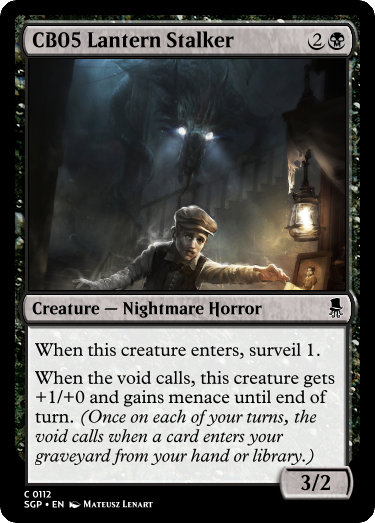 CB05 Lantern Stalker 2
Creature — Nightmare Horror
When this creature enters, surveil 1.
When the void calls, this creature gets
+1/+0 and gains menace until end of
turn. (Once on each of your turns, the
void calls when a card enters your
graveyard from your hand or library.)
3/2
C 0112
SGP • EN Mateusz Lenart